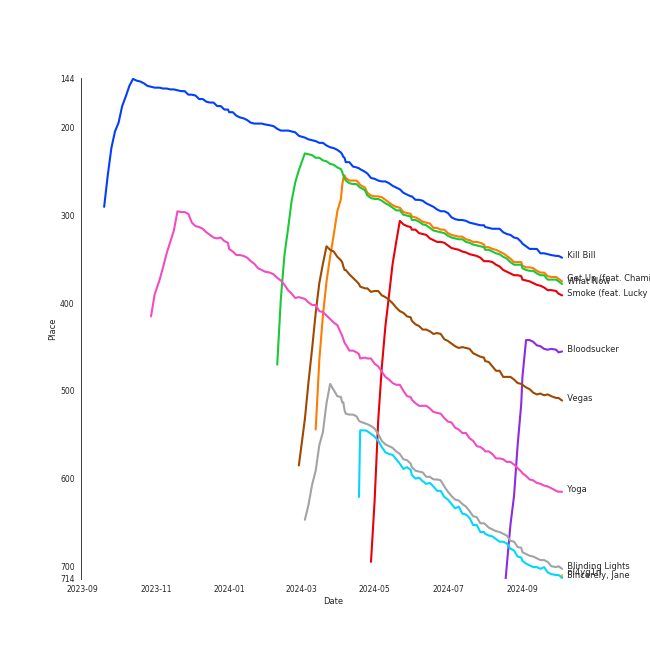 144
200
300
400
500
600
700
714
Place
2023-09
2023-11
2024-01
2024-03
2024-05
2024-07
2024-09
Date
Kill Bill
Get Up (feat. Chami
What Now
Smoke (feat. Lucky
Bloodsucker
Vegas
Yoga
Blinding Lights
Sincerely, Jane